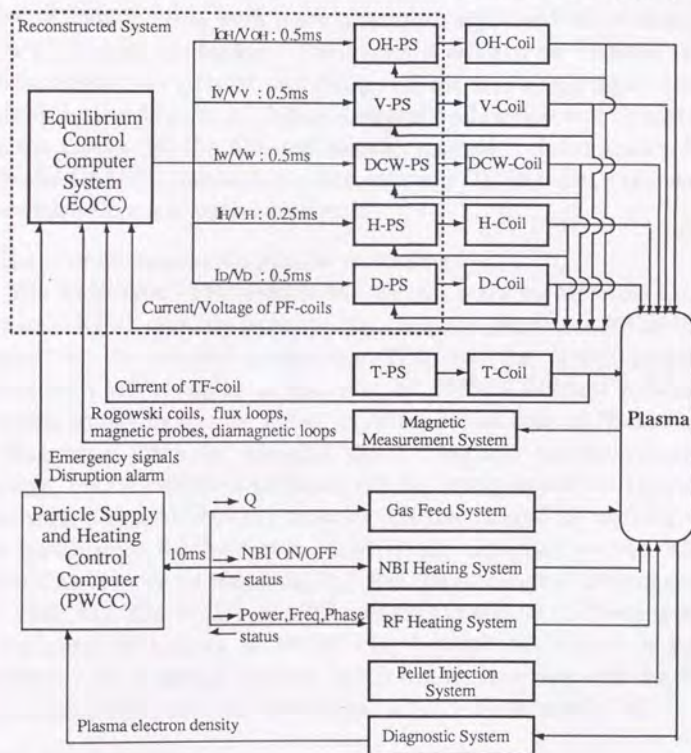 Reconstructed System
IOH/VOH : 0.5ms
OH-PS
OH-Coil
IV/VV : 0.5ms
V-PS
V-Coil
Equilibrium
Control
Computer
System
(EQCC)
IW/VW : 0.5ms
DCW-PS
DCW-Coil
IH/VH : 0.25ms
H-PS
H-Coil
ID/VD : 0.5ms
D-PS
D-Coil
Current/Voltage of PF-coils
T-PS
T-Coil
Current of TF-coil
Plasma
Rogowski coils, flux loops,
magnetic probes, diamagnetic loops
Magnetic
Measurement System
Emergency signals
Disruption alarm
Particle Supply
and Heating
Control
Computer
(PWCC)
10ms
Q
Gas Feed System
NBI ON/OFF
status
NBI Heating System
Power,Freq,Phase
status
RF Heating System
Pellet Injection
System
Plasma electron density
Diagnostic System